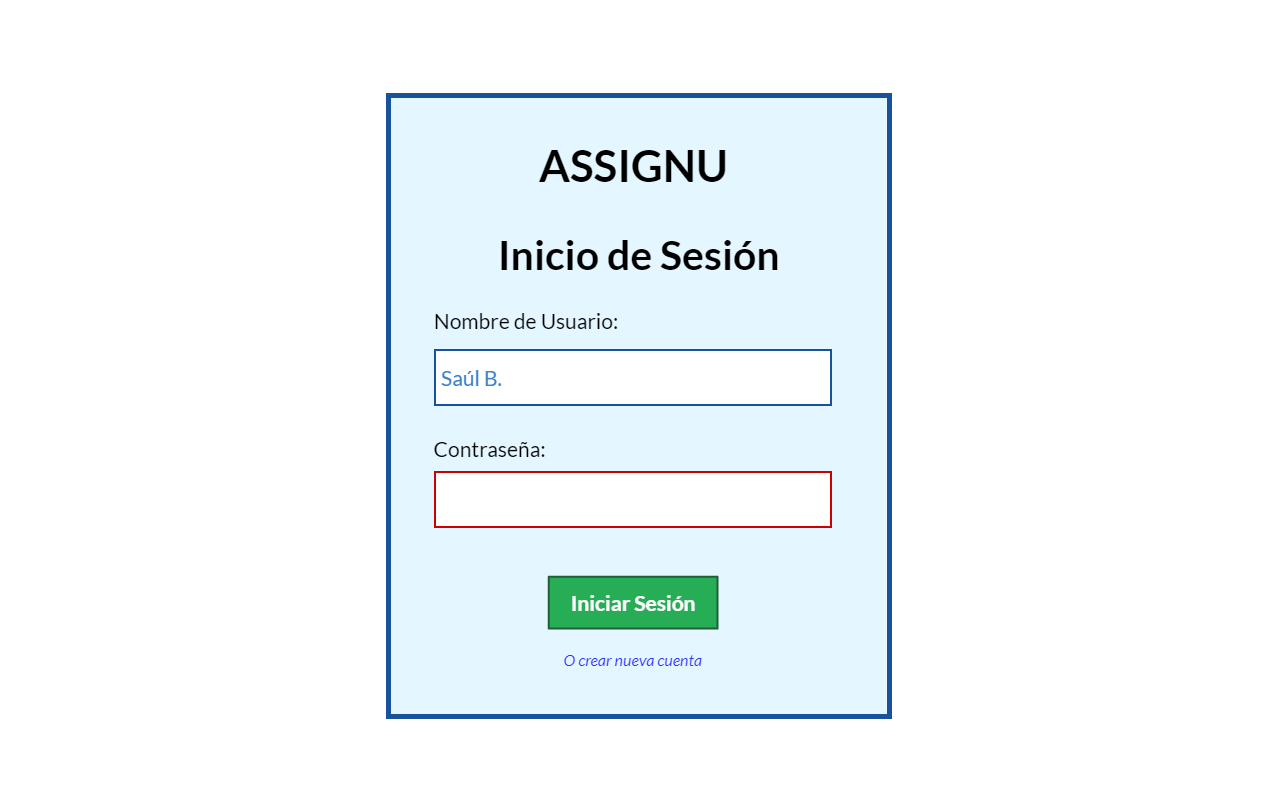 ASSIGNU
Inicio de Sesión
Nombre de Usuario:
Saúl B.
Contraseña:
Iniciar Sesión
O crear nueva cuenta